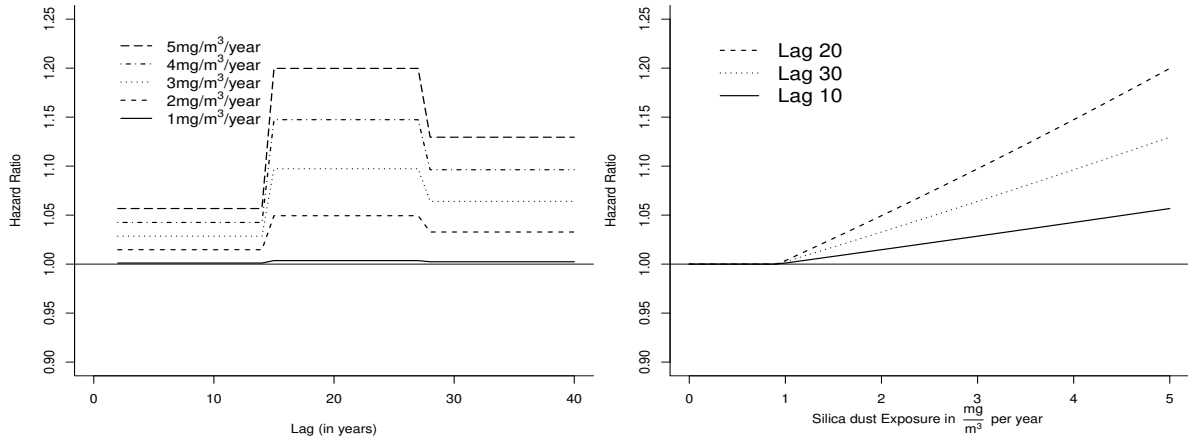 1.25
1.20
1.15
1.10
1.05
1.00
0.95
0.90
Hazard Ratio
5mg/m³/year
4mg/m³/year
3mg/m³/year
2mg/m³/year
1mg/m³/year
0 10 20 30 40
Lag (in years)
1.25
1.20
1.15
1.10
1.05
1.00
0.95
0.90
Hazard Ratio
Lag 20
Lag 30
Lag 10
0 1 2 3 4 5
Silica dust Exposure in mg/m³ per year